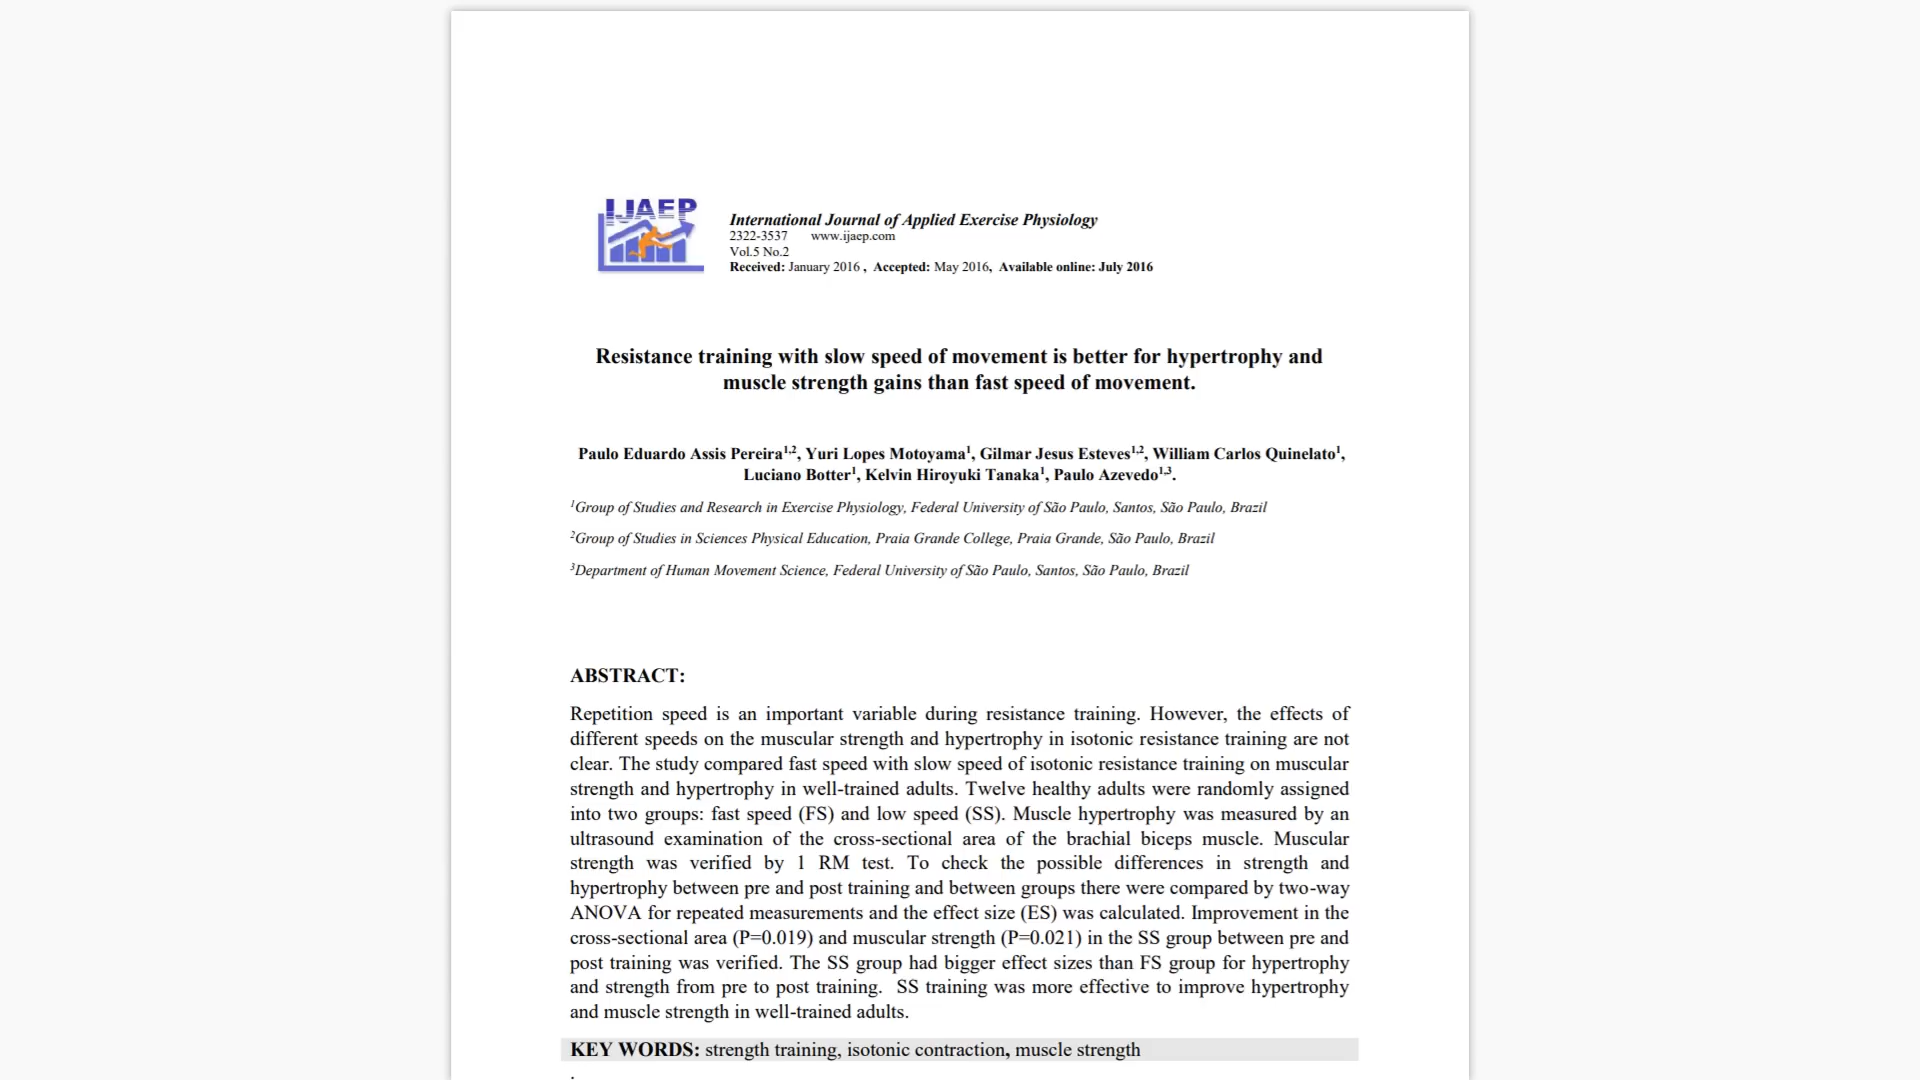 IJAEP
International Journal of Applied Exercise Physiology
2322-3537 www.ijaep.com
Vol.5 No.2
Received: January 2016 , Accepted: May 2016, Available online: July 2016
Resistance training with slow speed of movement is better for hypertrophy and
muscle strength gains than fast speed of movement.
Paulo Eduardo Assis Pereira1,2, Yuri Lopes Motoyama1, Gilmar Jesus Esteves1,2, William Carlos Quinelato1,
Luciano Botter1, Kelvin Hiroyuki Tanaka1, Paulo Azevedo1,3.
1Group of Studies and Research in Exercise Physiology, Federal University of São Paulo, Santos, São Paulo, Brazil
2Group of Studies in Sciences Physical Education, Praia Grande College, Praia Grande, São Paulo, Brazil
3Department of Human Movement Science, Federal University of São Paulo, Santos, São Paulo, Brazil
ABSTRACT:
Repetition speed is an important variable during resistance training. However, the effects of
different speeds on the muscular strength and hypertrophy in isotonic resistance training are not
clear. The study compared fast speed with slow speed of isotonic resistance training on muscular
strength and hypertrophy in well-trained adults. Twelve healthy adults were randomly assigned
into two groups: fast speed (FS) and low speed (SS). Muscle hypertrophy was measured by an
ultrasound examination of the cross-sectional area of the brachial biceps muscle. Muscular
strength was verified by 1 RM test. To check the possible differences in strength and
hypertrophy between pre and post training and between groups there were compared by two-way
ANOVA for repeated measurements and the effect size (ES) was calculated. Improvement in the
cross-sectional area (P=0.019) and muscular strength (P=0.021) in the SS group between pre and
post training was verified. The SS group had bigger effect sizes than FS group for hypertrophy
and strength from pre to post training. SS training was more effective to improve hypertrophy
and muscle strength in well-trained adults.
KEY WORDS: strength training, isotonic contraction, muscle strength
.